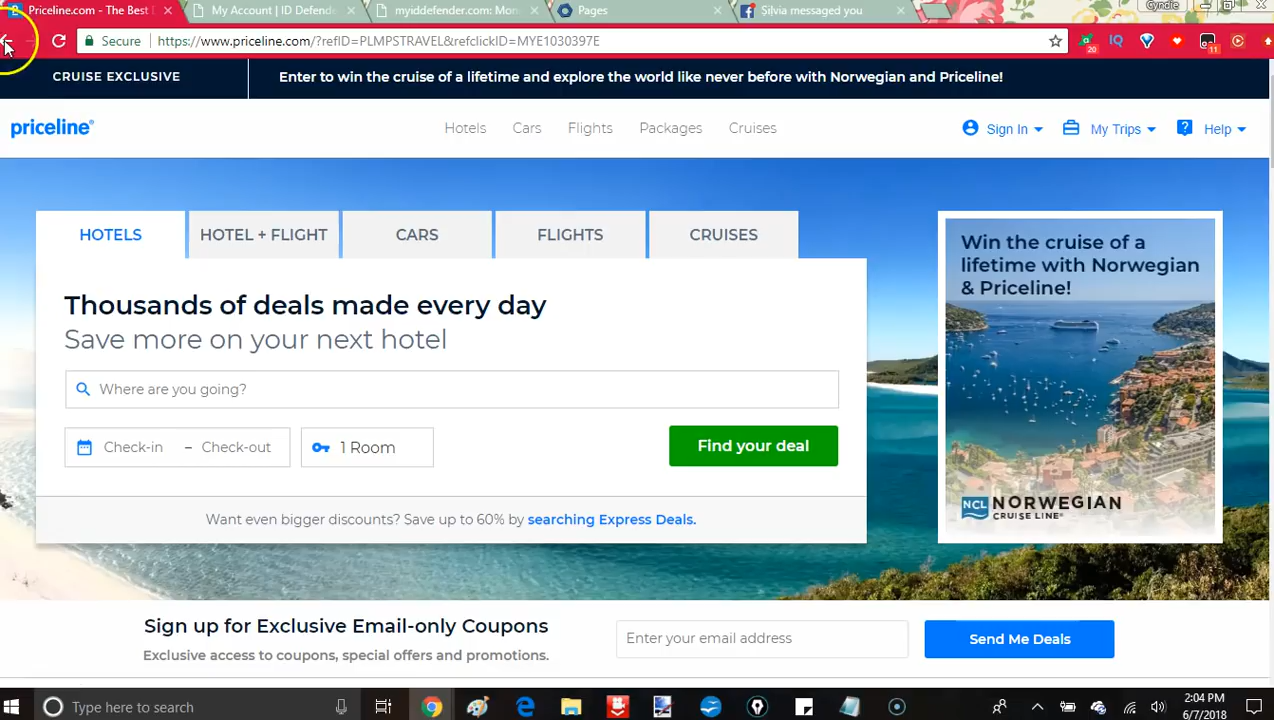 Priceline.com - The Best
My Account | ID Defende
myiddefender.com: Mon
Pages
Silvia messaged you
Cyndie
Secure
https://www.priceline.com/?refID=PLMPSTRAVEL&refclickID=MYE1030397E
20
IQ
11
CRUISE EXCLUSIVE
Enter to win the cruise of a lifetime and explore the world like never before with Norwegian and Priceline!
priceline®
Hotels Cars Flights Packages Cruises
Sign In My Trips Help
HOTELS HOTEL + FLIGHT CARS FLIGHTS CRUISES
Thousands of deals made every day
Save more on your next hotel
Where are you going?
Check-in – Check-out 1 Room Find your deal
Want even bigger discounts? Save up to 60% by searching Express Deals.
Win the cruise of a
lifetime with Norwegian
& Priceline!
NCL NORWEGIAN
CRUISE LINE®
Sign up for Exclusive Email-only Coupons
Exclusive access to coupons, special offers and promotions.
Enter your email address
Send Me Deals
Type here to search
2:04 PM
6/7/2018